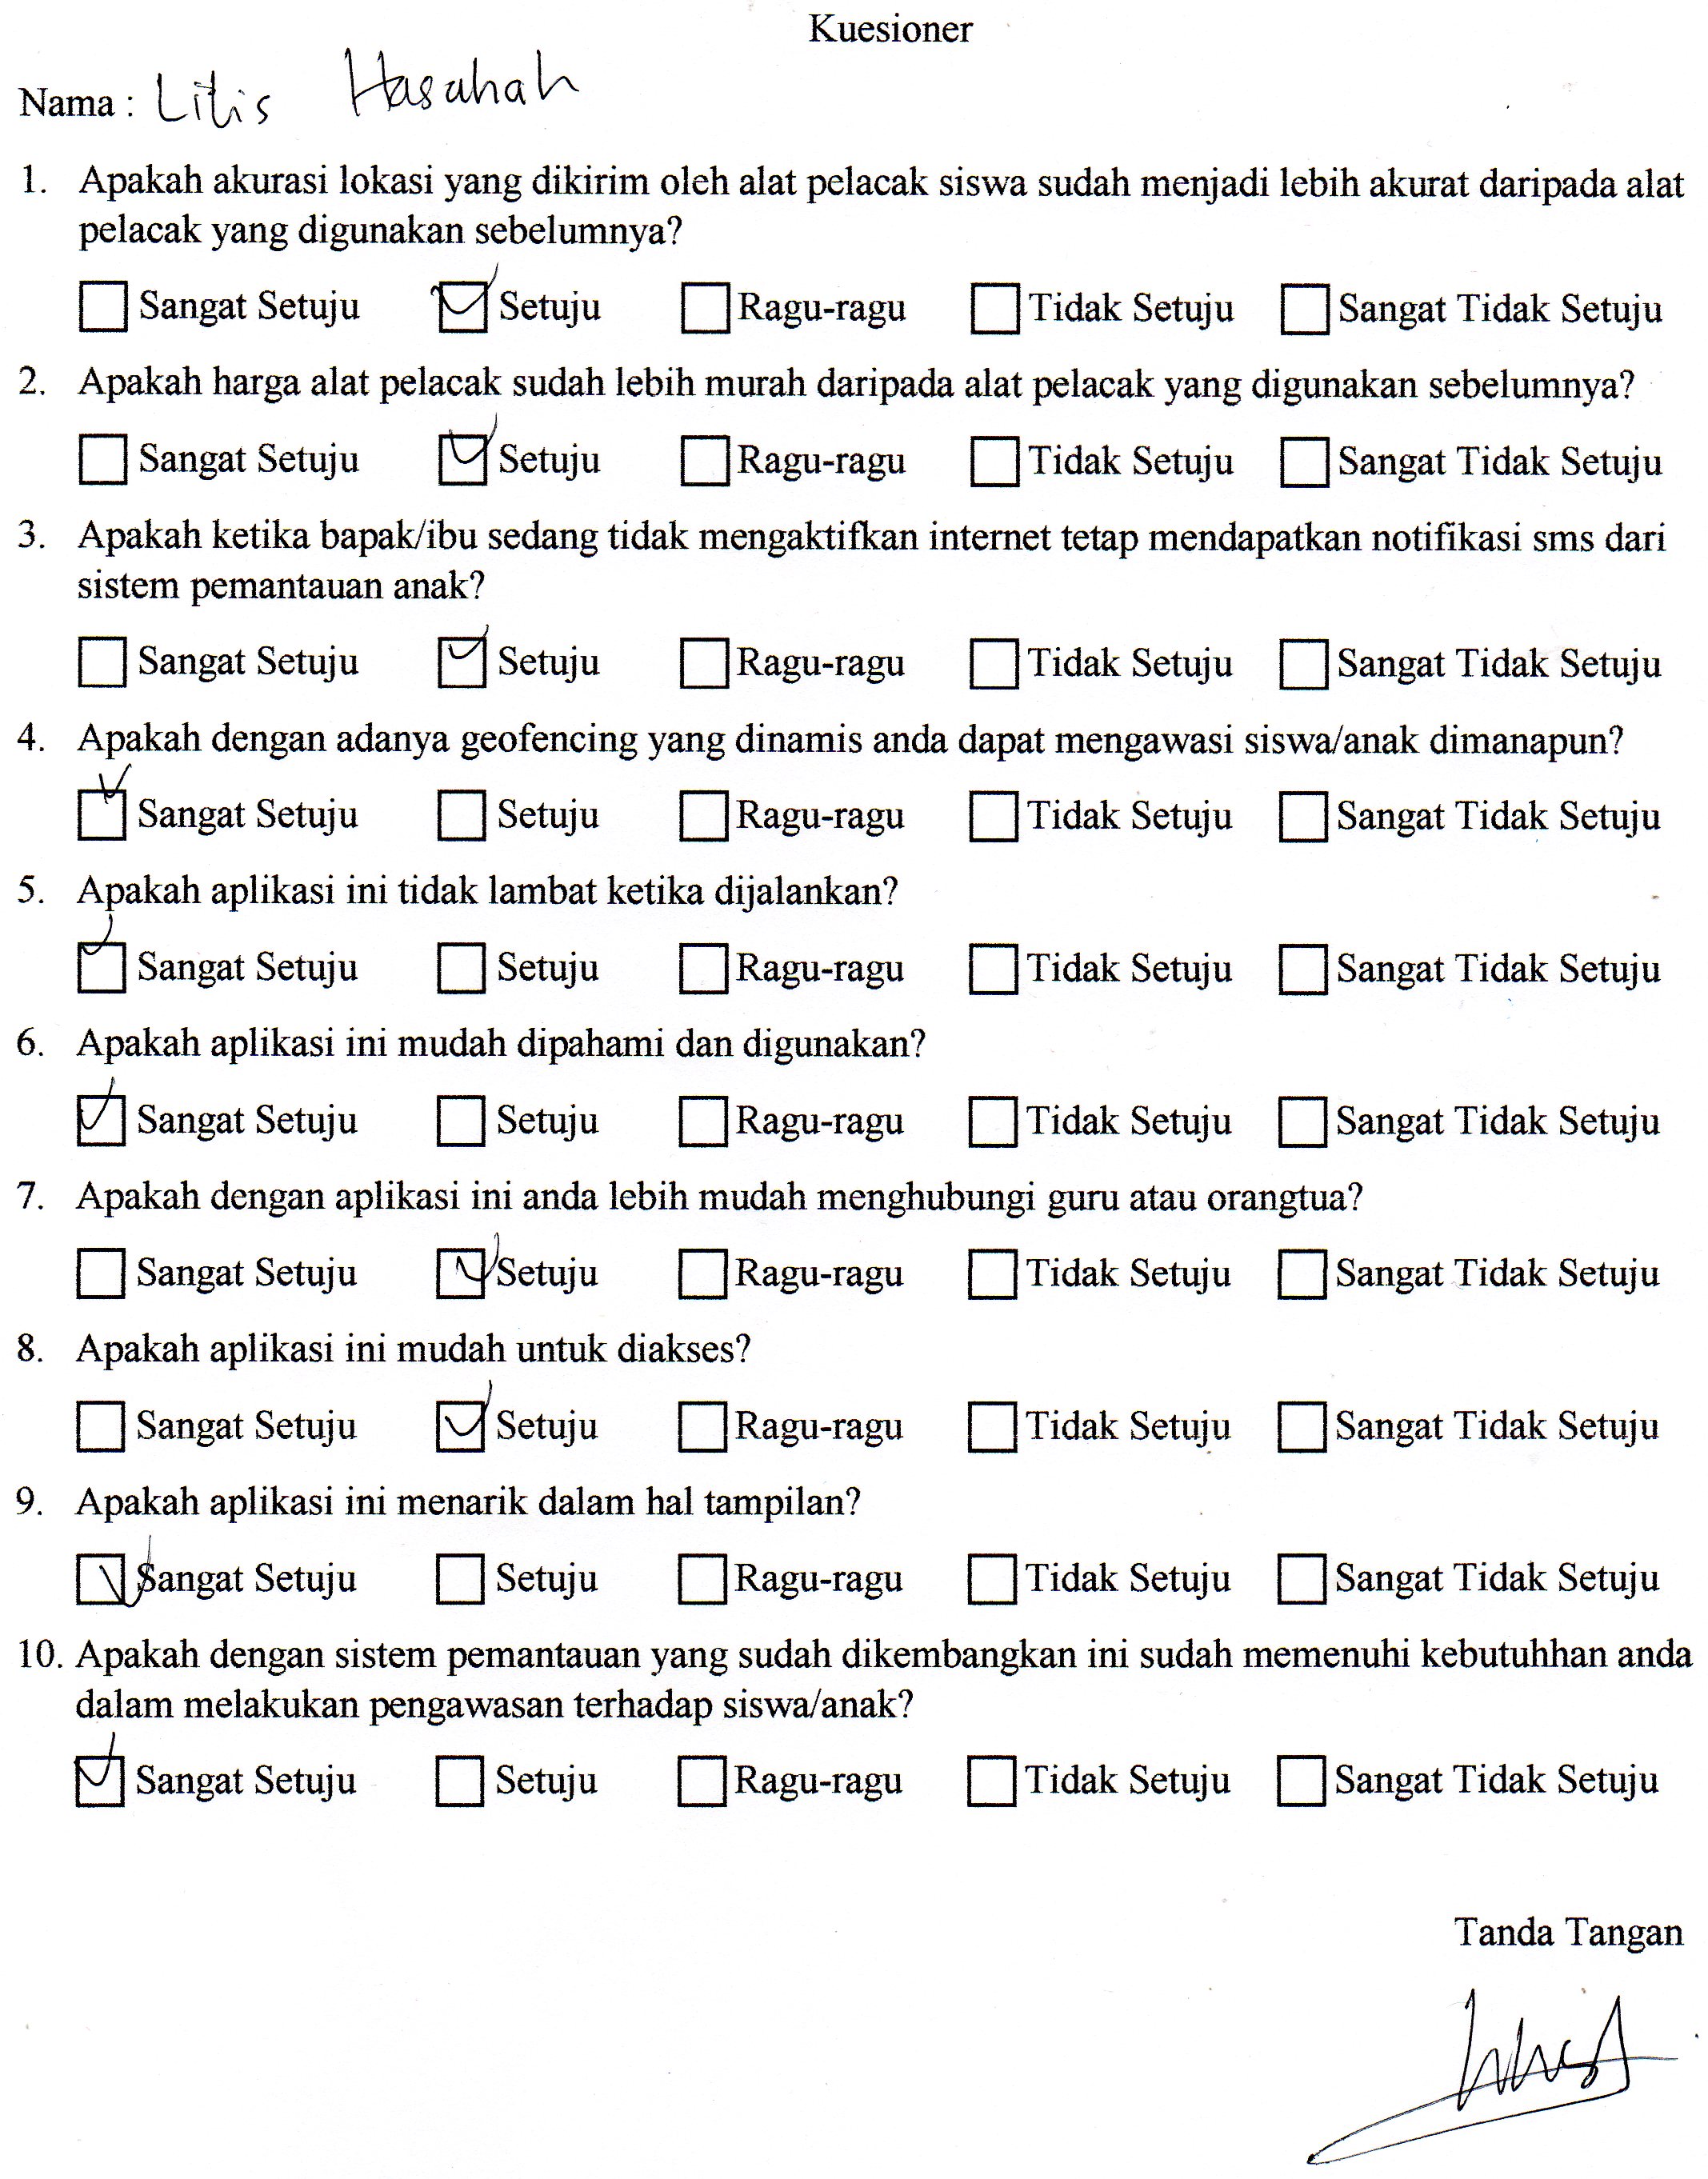 Kuesioner
Nama : Lilis Hasanah
1. Apakah akurasi lokasi yang dikirim oleh alat pelacak siswa sudah menjadi lebih akurat daripada alat
pelacak yang digunakan sebelumnya?
☐ Sangat Setuju ☑ Setuju ☐ Ragu-ragu ☐ Tidak Setuju ☐ Sangat Tidak Setuju
2. Apakah harga alat pelacak sudah lebih murah daripada alat pelacak yang digunakan sebelumnya?
☐ Sangat Setuju ☑ Setuju ☐ Ragu-ragu ☐ Tidak Setuju ☐ Sangat Tidak Setuju
3. Apakah ketika bapak/ibu sedang tidak mengaktifkan internet tetap mendapatkan notifikasi sms dari
sistem pemantauan anak?
☐ Sangat Setuju ☑ Setuju ☐ Ragu-ragu ☐ Tidak Setuju ☐ Sangat Tidak Setuju
4. Apakah dengan adanya geofencing yang dinamis anda dapat mengawasi siswa/anak dimanapun?
☑ Sangat Setuju ☐ Setuju ☐ Ragu-ragu ☐ Tidak Setuju ☐ Sangat Tidak Setuju
5. Apakah aplikasi ini tidak lambat ketika dijalankan?
☑ Sangat Setuju ☐ Setuju ☐ Ragu-ragu ☐ Tidak Setuju ☐ Sangat Tidak Setuju
6. Apakah aplikasi ini mudah dipahami dan digunakan?
☑ Sangat Setuju ☐ Setuju ☐ Ragu-ragu ☐ Tidak Setuju ☐ Sangat Tidak Setuju
7. Apakah dengan aplikasi ini anda lebih mudah menghubungi guru atau orangtua?
☐ Sangat Setuju ☑ Setuju ☐ Ragu-ragu ☐ Tidak Setuju ☐ Sangat Tidak Setuju
8. Apakah aplikasi ini mudah untuk diakses?
☐ Sangat Setuju ☑ Setuju ☐ Ragu-ragu ☐ Tidak Setuju ☐ Sangat Tidak Setuju
9. Apakah aplikasi ini menarik dalam hal tampilan?
☑ Sangat Setuju ☐ Setuju ☐ Ragu-ragu ☐ Tidak Setuju ☐ Sangat Tidak Setuju
10. Apakah dengan sistem pemantauan yang sudah dikembangkan ini sudah memenuhi kebutuhhan anda
dalam melakukan pengawasan terhadap siswa/anak?
☑ Sangat Setuju ☐ Setuju ☐ Ragu-ragu ☐ Tidak Setuju ☐ Sangat Tidak Setuju
Tanda Tangan